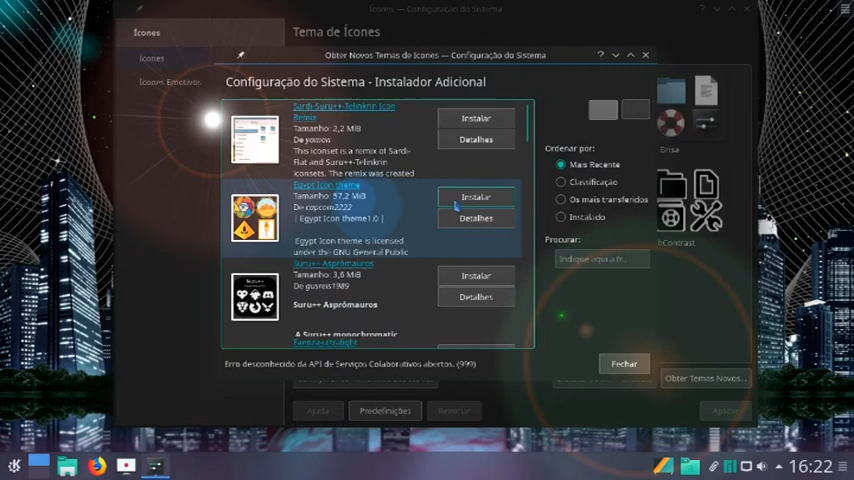 Ícones — Configuração do Sistema
Ícones
Tema de Ícones
Ícones
Ícones Emotivos
Obter Novos Temas de Ícones — Configuração do Sistema
Configuração do Sistema - Instalador Adicional
Sardi-Suru++-Telinkrin Icon
Remix
Tamanho: 2,2 MiB
De yomon
This iconset is a remix of Sardi-
Flat and Suru++-Telinkrin
iconsets. The remix was created
Instalar
Detalhes
Egypt Icon theme
Tamanho: 57,2 MiB
De capcom2222
| Egypt Icon theme1.0 |
Egypt Icon theme is licensed
under the GNU General Public
Instalar
Detalhes
Suru++ Asprómauros
Tamanho: 3,6 MiB
De gusreis1989
Suru++ Asprómauros
A Suru++ monochromatic
Instalar
Detalhes
Faenza-ultralight
Ordenar por:
Mais Recente
Classificação
Os mais transferidos
Instalado
Procurar:
Indique aqui a fr...
Brisa
hContrast
Erro desconhecido da API de Serviços Colaborativos abertos. (999)
Fechar
Obter Temas Novos...
Ajuda
Predefinições
Reiniciar
Aplicar
16:22